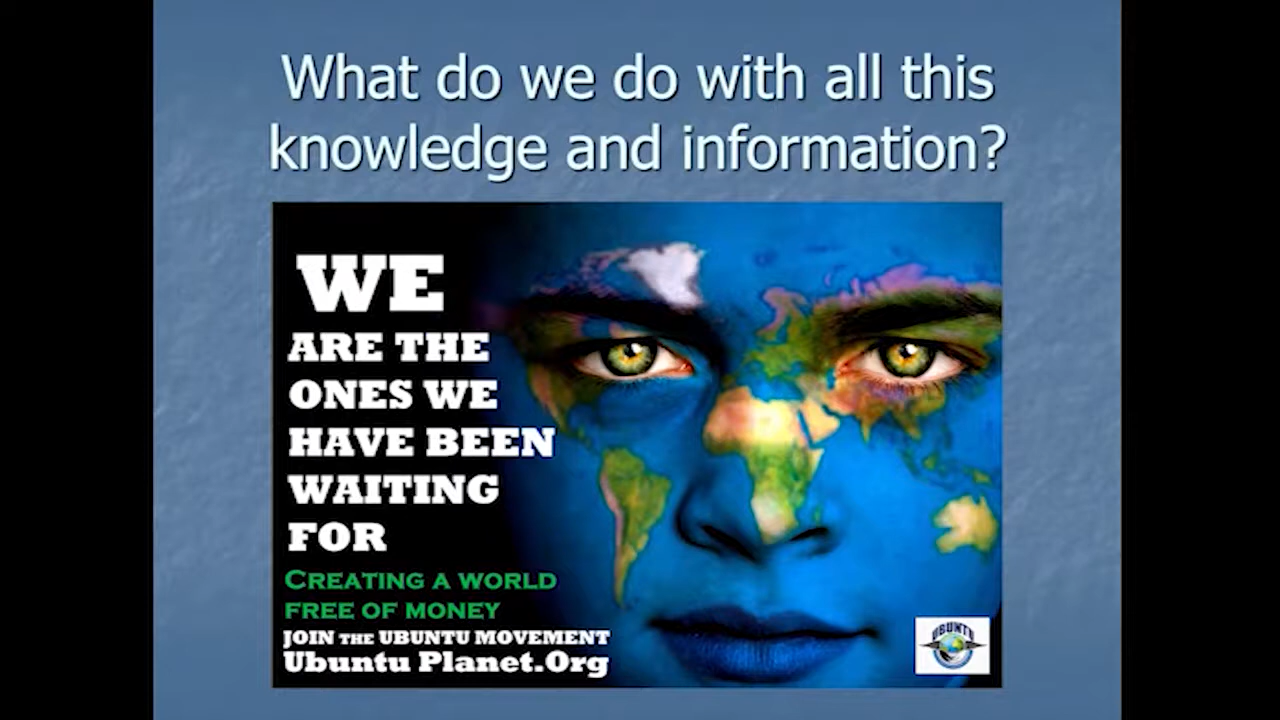 What do we do with all this
knowledge and information?
WE
ARE THE
ONES WE
HAVE BEEN
WAITING
FOR
CREATING A WORLD
FREE OF MONEY
JOIN THE UBUNTU MOVEMENT
Ubuntu Planet.Org
UBUNTU